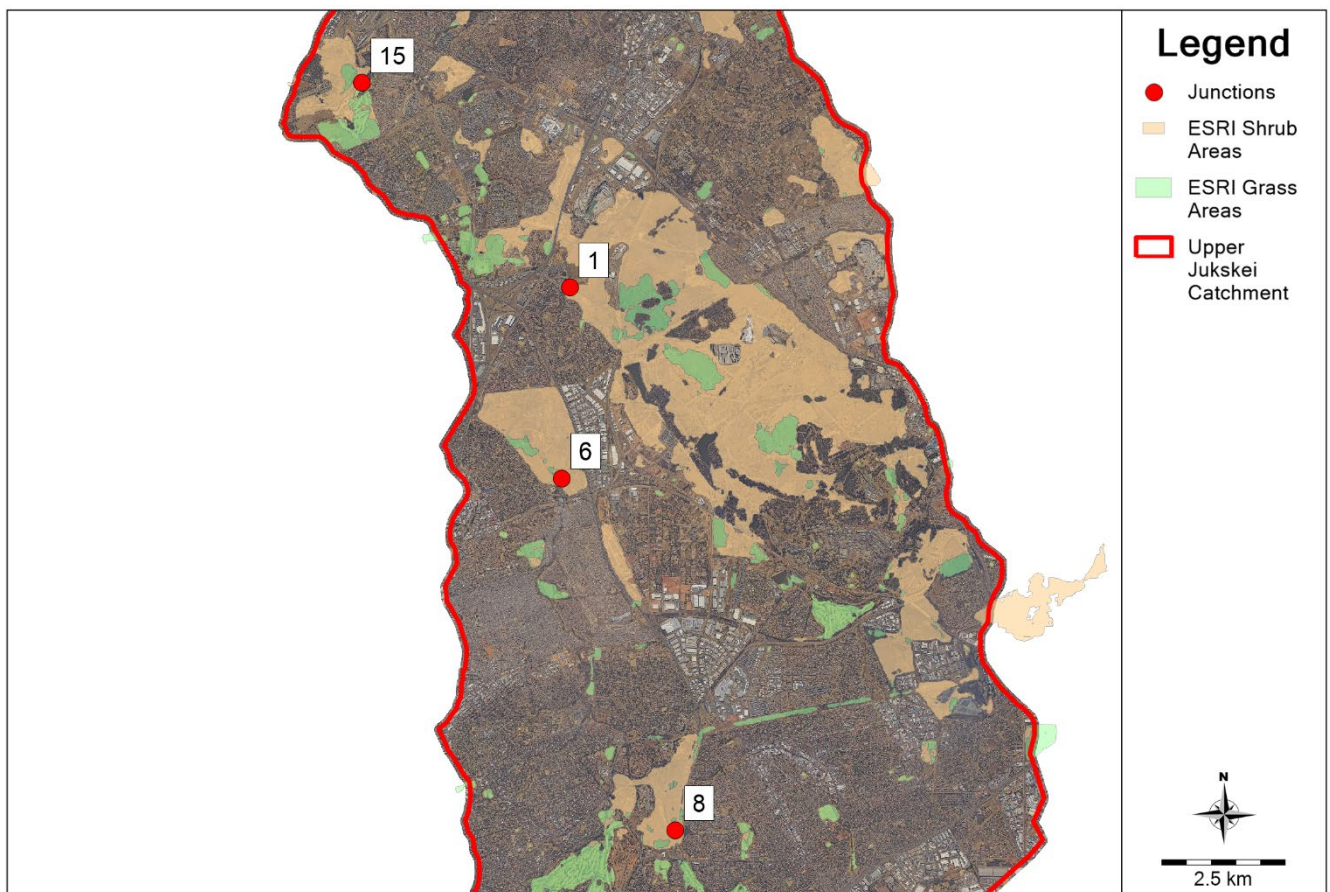 15
1
6
8
Legend
Junctions
ESRI Shrub
Areas
ESRI Grass
Areas
Upper
Jukskei
Catchment
N
2.5 km